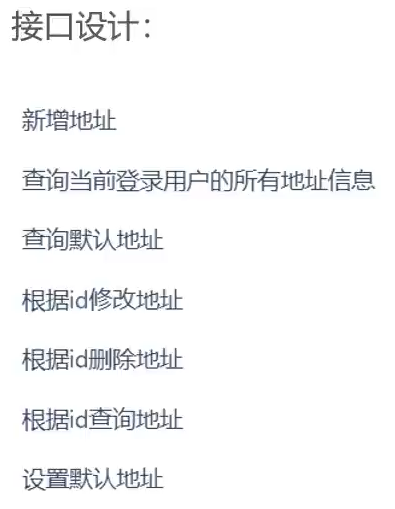 接口设计：
新增地址
查询当前登录用户的所有地址信息
查询默认地址
根据id修改地址
根据id删除地址
根据id查询地址
设置默认地址